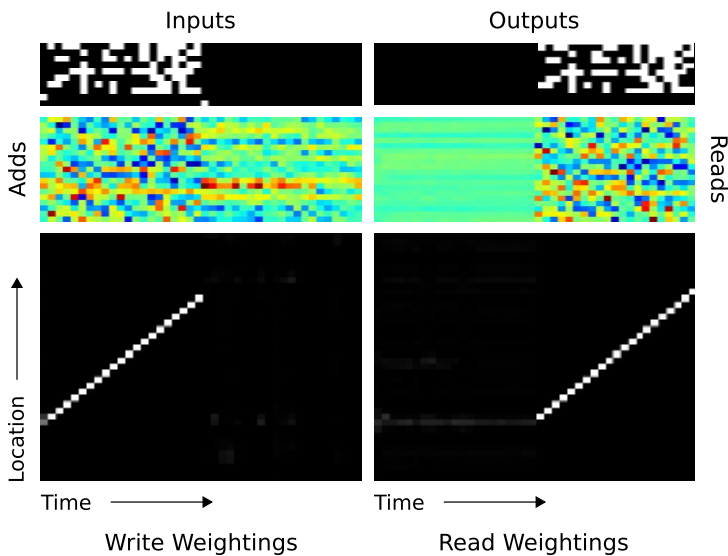 Inputs
Outputs
Adds
Reads
Location
Time
Time
Write Weightings
Read Weightings